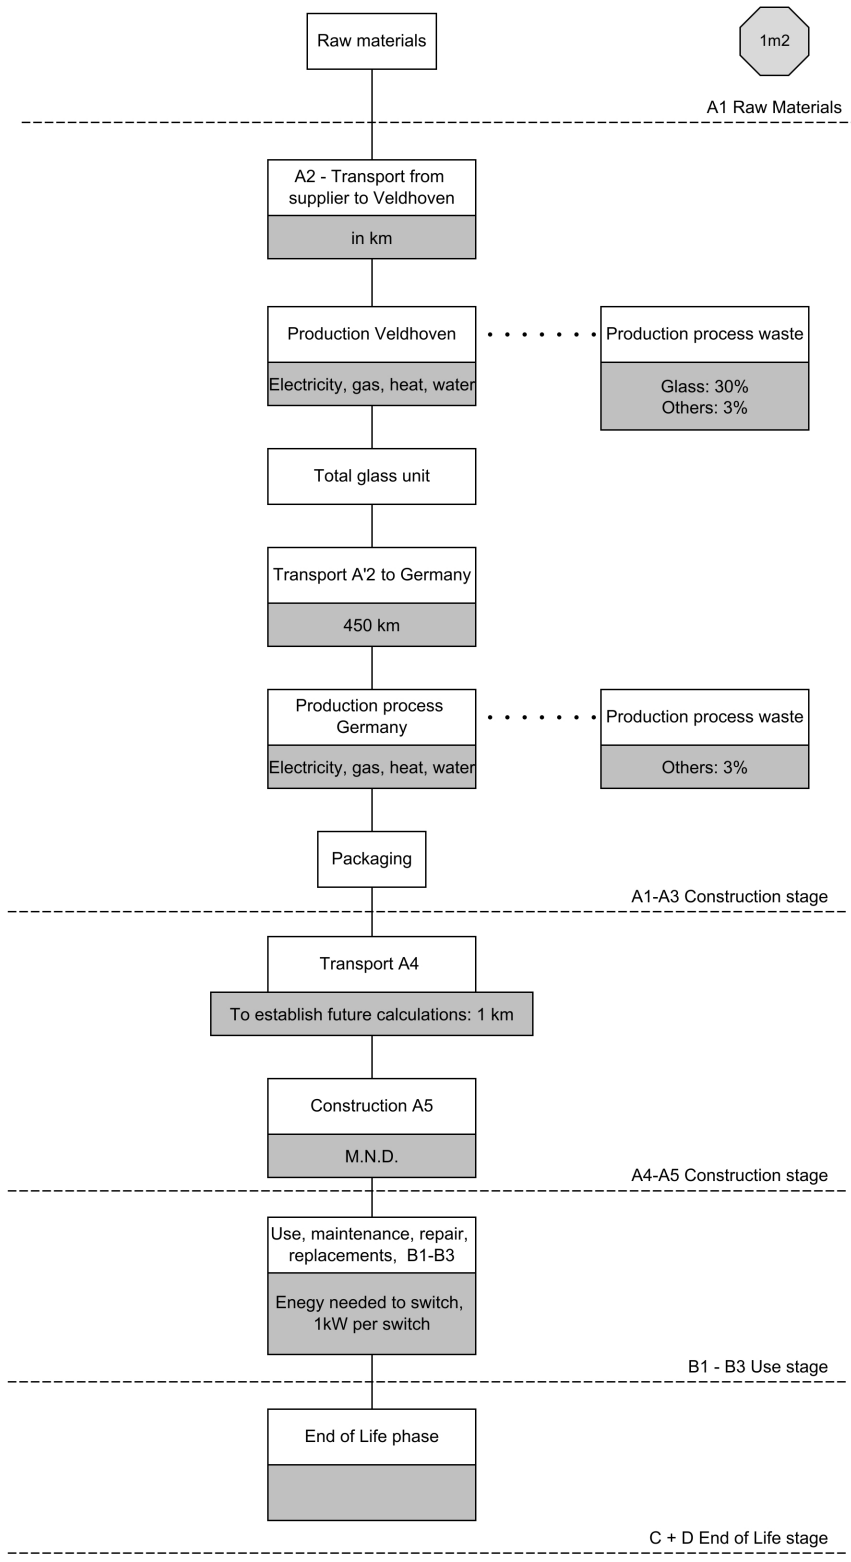 Raw materials
1m2
A1 Raw Materials
A2 - Transport from
supplier to Veldhoven
in km
Production Veldhoven
Electricity, gas, heat, water
Production process waste
Glass: 30%
Others: 3%
Total glass unit
Transport A'2 to Germany
450 km
Production process
Germany
Electricity, gas, heat, water
Production process waste
Others: 3%
Packaging
A1-A3 Construction stage
Transport A4
To establish future calculations: 1 km
Construction A5
M.N.D.
A4-A5 Construction stage
Use, maintenance, repair,
replacements, B1-B3
Enegy needed to switch,
1kW per switch
B1 - B3 Use stage
End of Life phase
C + D End of Life stage